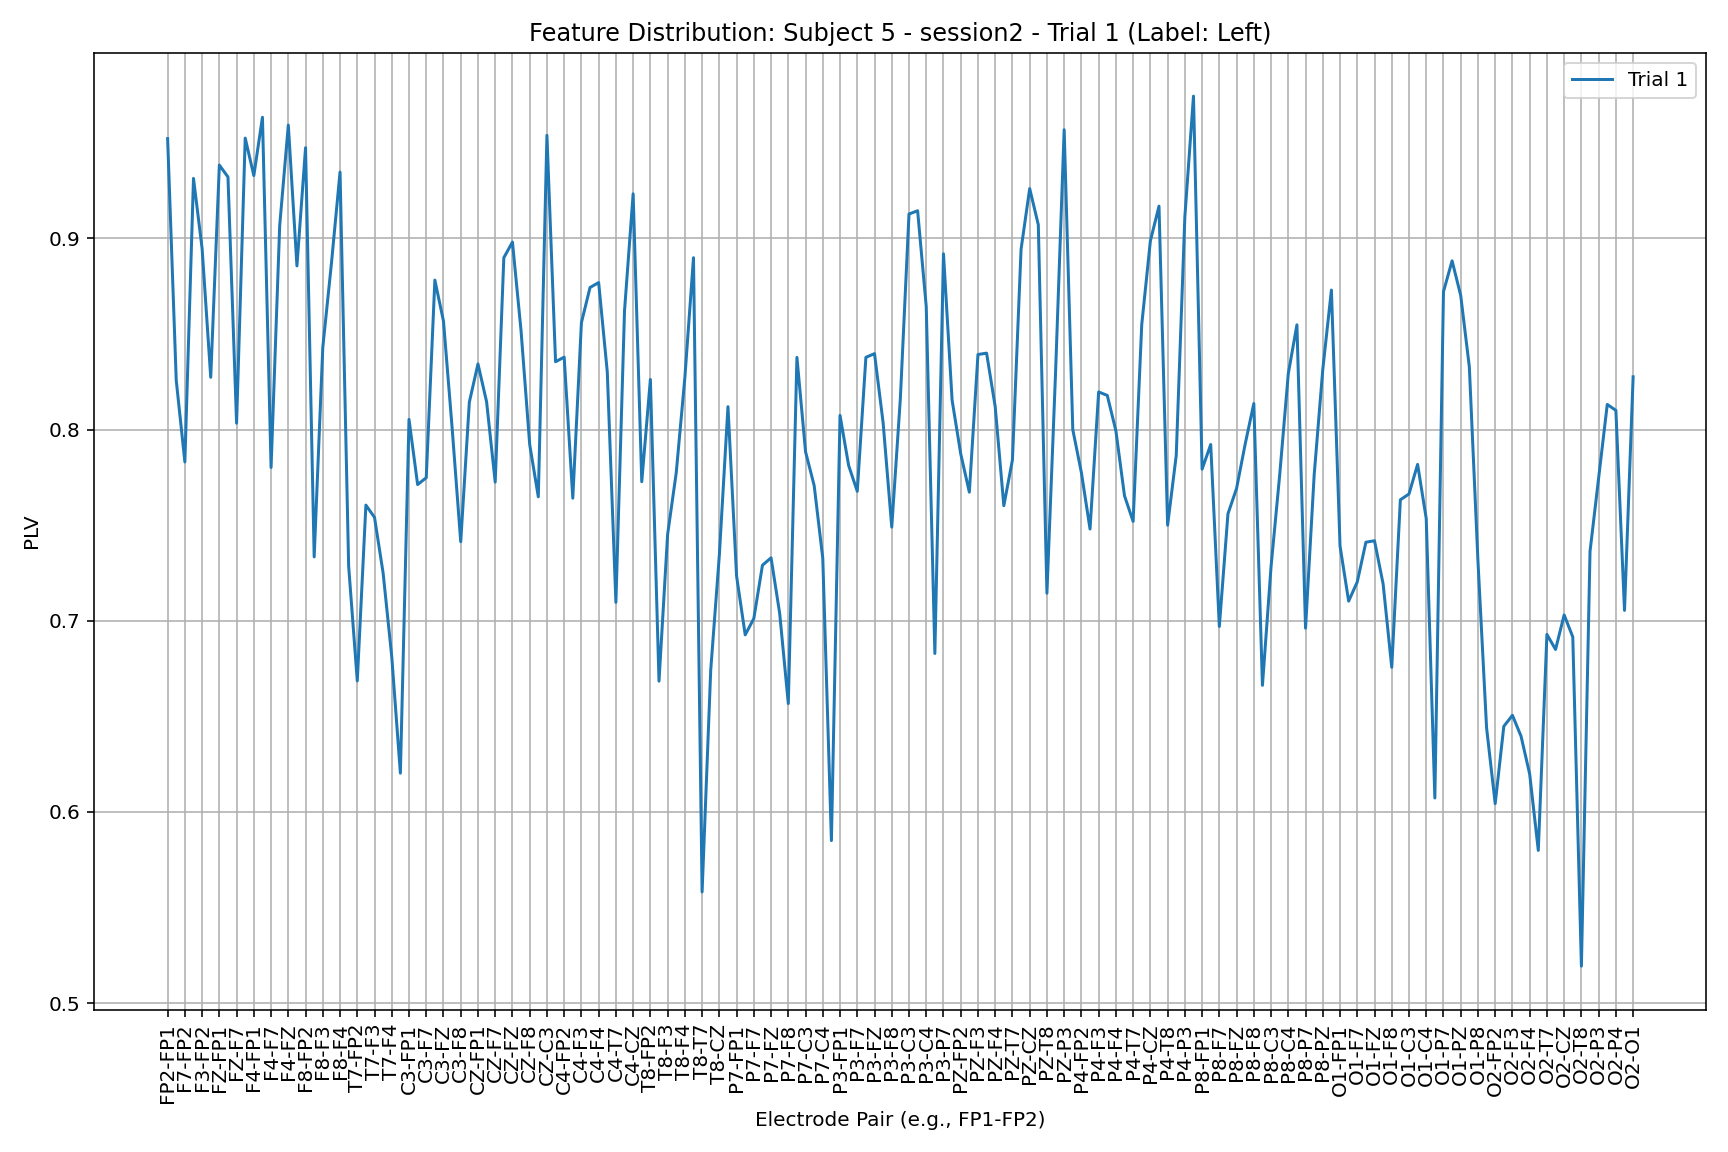 Feature Distribution: Subject 5 - session2 - Trial 1 (Label: Left)
Trial 1
PLV
0.9
0.8
0.7
0.6
0.5
FP2-FP1
F7-FP2
F3-FP2
FZ-FP1
FZ-F7
F4-FP1
F4-F7
F4-FZ
F8-FP2
F8-F3
F8-F4
T7-FP2
T7-F3
T7-F4
C3-FP1
C3-F7
C3-FZ
C3-F8
CZ-FP1
CZ-F7
CZ-FZ
CZ-F8
CZ-C3
C4-FP2
C4-F3
C4-F4
C4-T7
C4-CZ
T8-FP2
T8-F3
T8-F4
T8-T7
T8-CZ
P7-FP1
P7-F7
P7-FZ
P7-F8
P7-C3
P7-C4
P3-FP1
P3-F7
P3-FZ
P3-F8
P3-C3
P3-C4
P3-P7
PZ-FP2
PZ-F3
PZ-F4
PZ-T7
PZ-CZ
PZ-T8
PZ-P3
P4-FP2
P4-F3
P4-F4
P4-T7
P4-CZ
P4-T8
P4-P3
P8-FP1
P8-F7
P8-FZ
P8-F8
P8-C3
P8-C4
P8-P7
P8-PZ
O1-FP1
O1-F7
O1-FZ
O1-F8
O1-C3
O1-C4
O1-P7
O1-PZ
O1-P8
O2-FP2
O2-F3
O2-F4
O2-T7
O2-CZ
O2-T8
O2-P3
O2-P4
O2-O1
Electrode Pair (e.g., FP1-FP2)